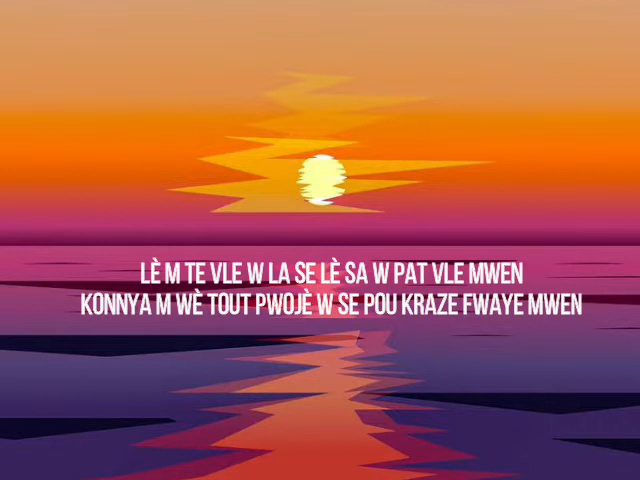 LÈ M TE VLE W LA SE LÈ SA W PAT VLE MWEN
KONNYA M WÈ TOUT PWOJÈ W SE POU KRAZE FWAYE MWEN